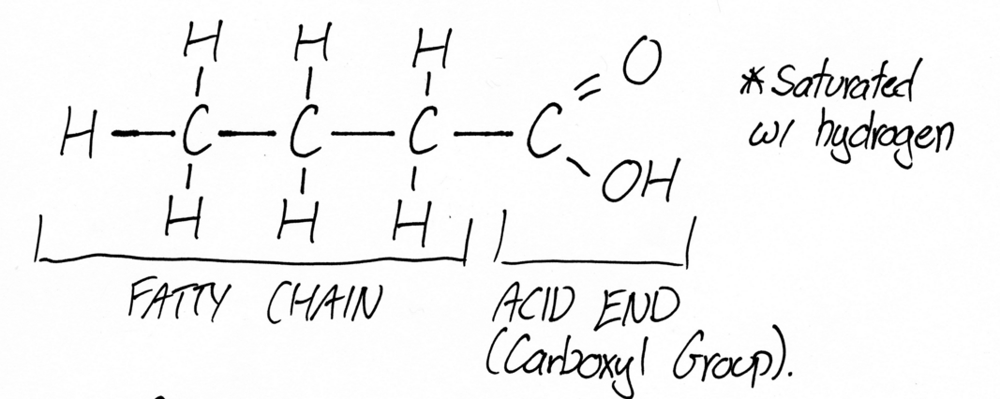 H H H O
H — C — C — C — C = OH
H H H
* Saturated
w/ hydrogen
FATTY CHAIN
ACID END
(Carboxyl Group).